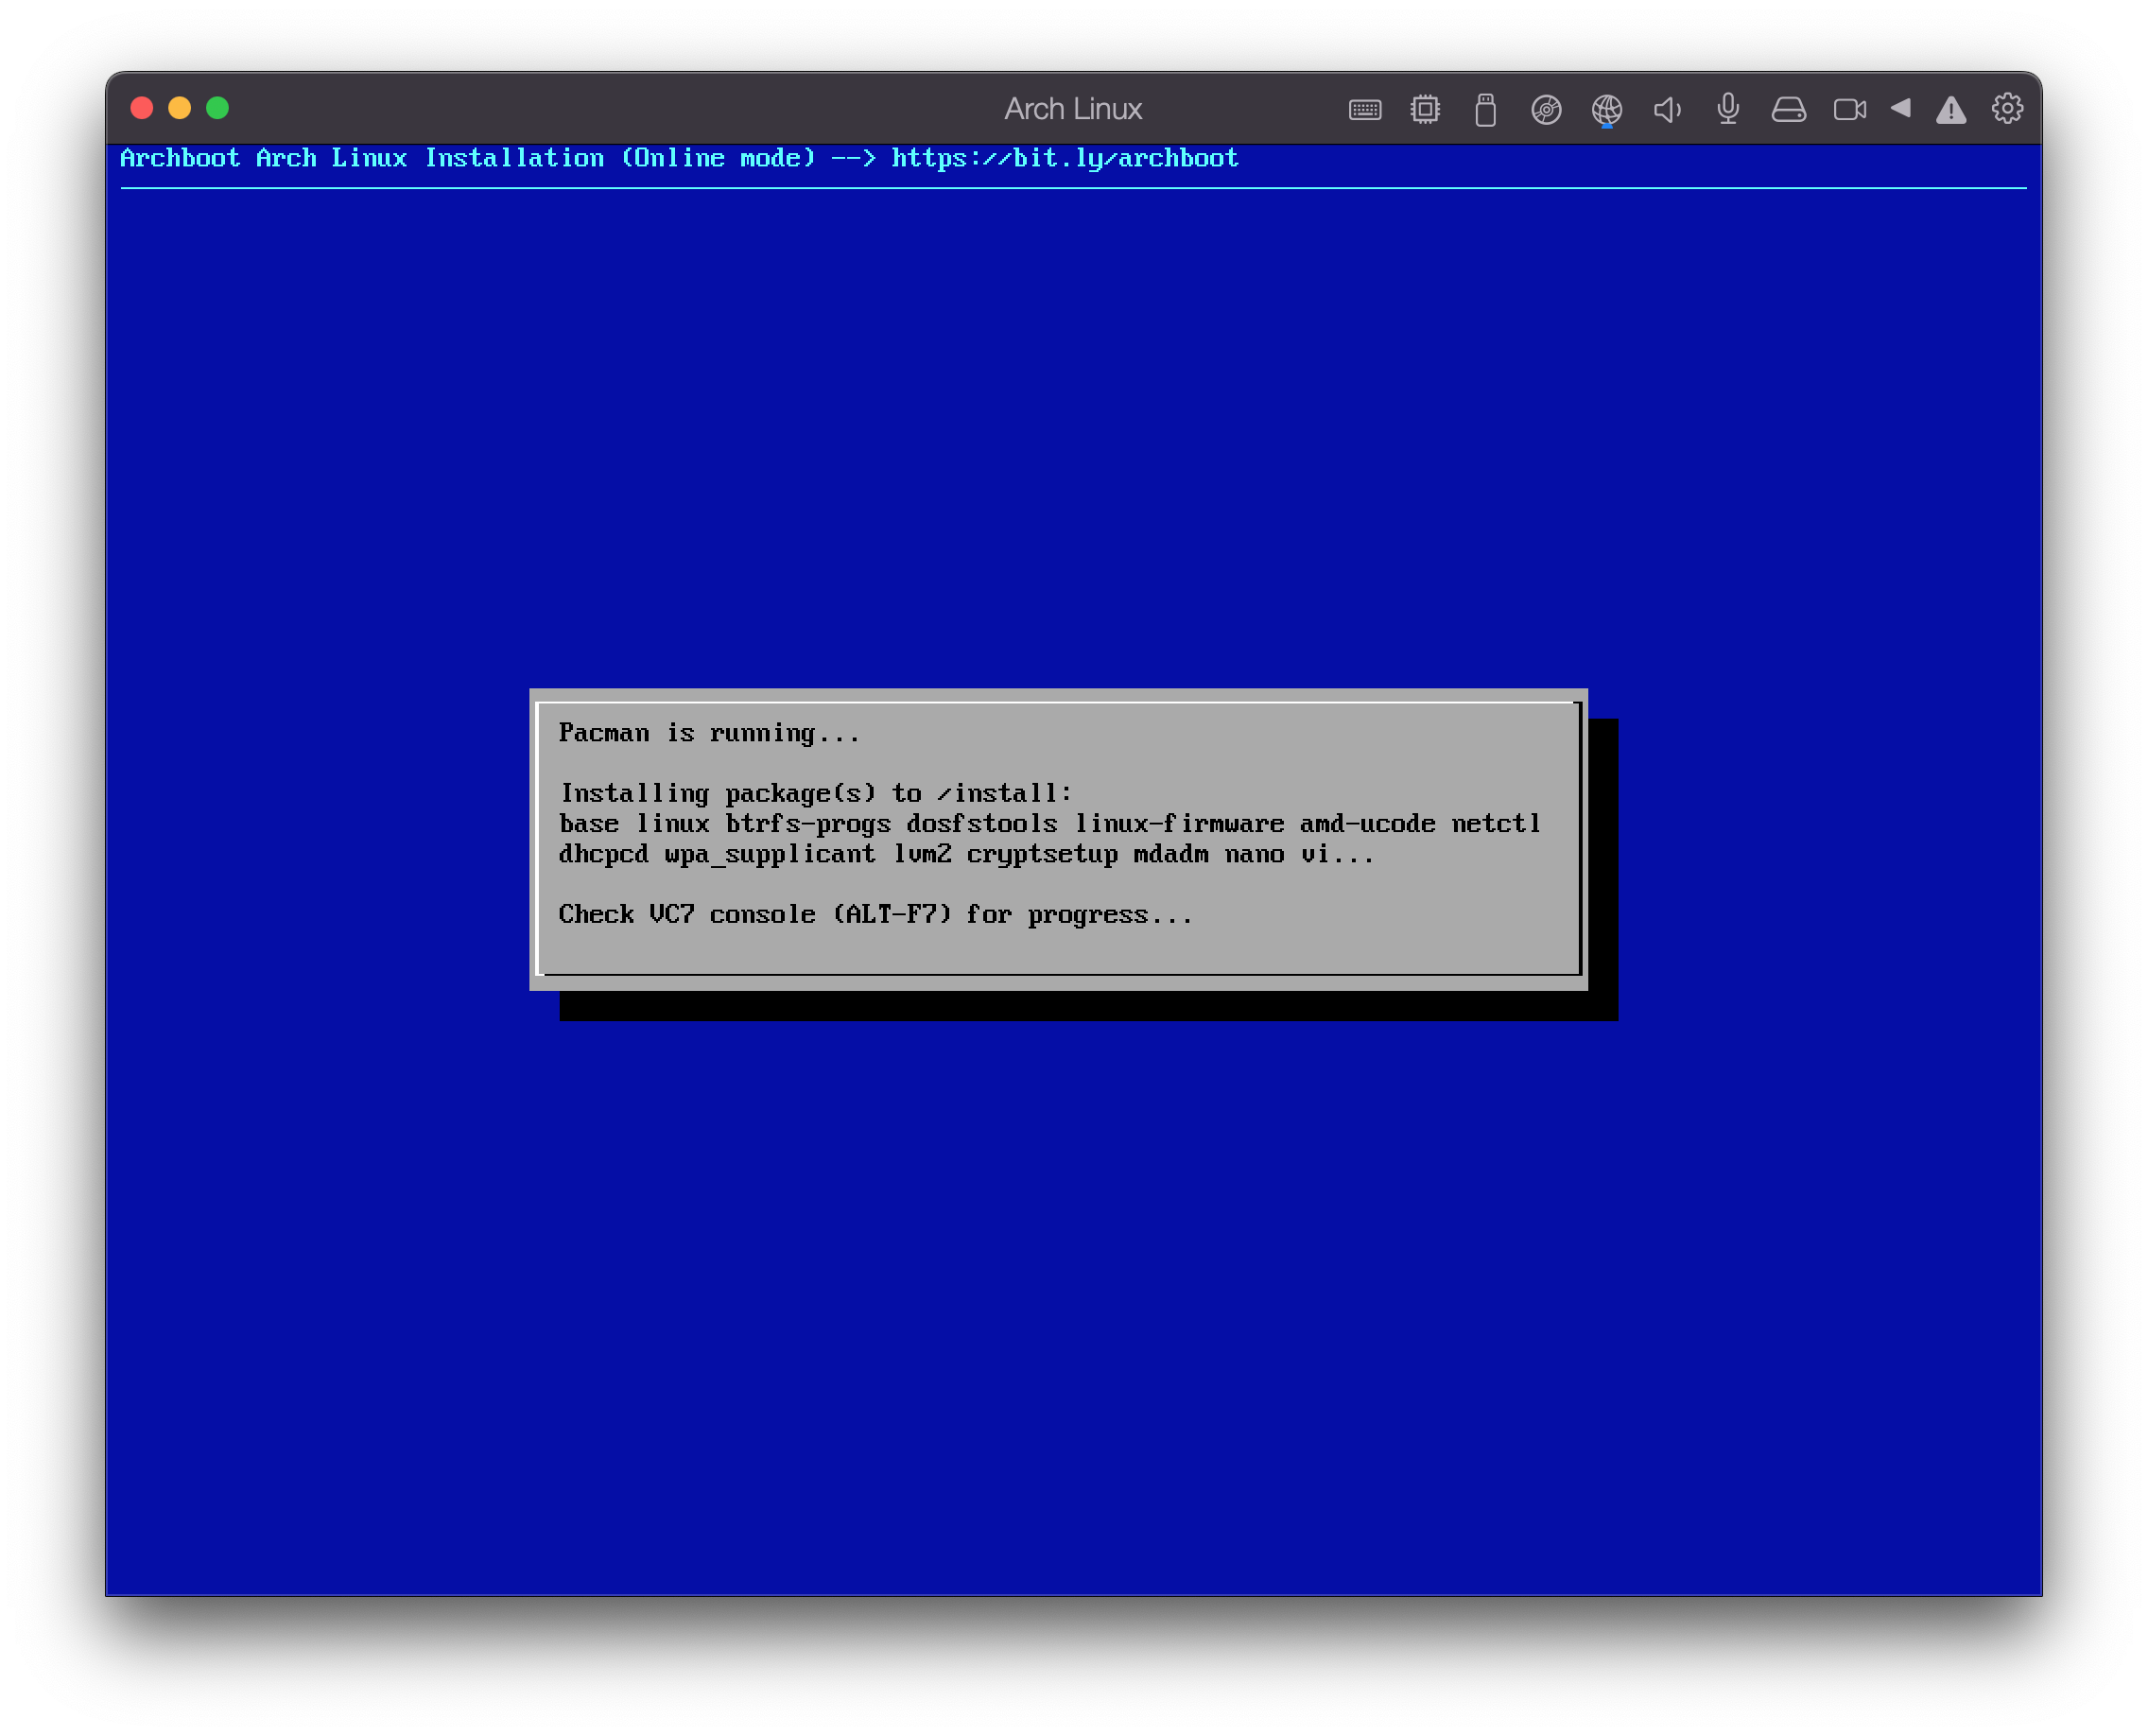 Arch Linux
Archboot Arch Linux Installation (Online mode) --> https://bit.ly/archboot
Pacman is running...
Installing package(s) to /install:
base linux btrfs-progs dosfstools linux-firmware amd-ucode netctl
dhcpcd wpa_supplicant lvm2 cryptsetup mdadm nano vi...
Check VC7 console (ALT-F7) for progress...